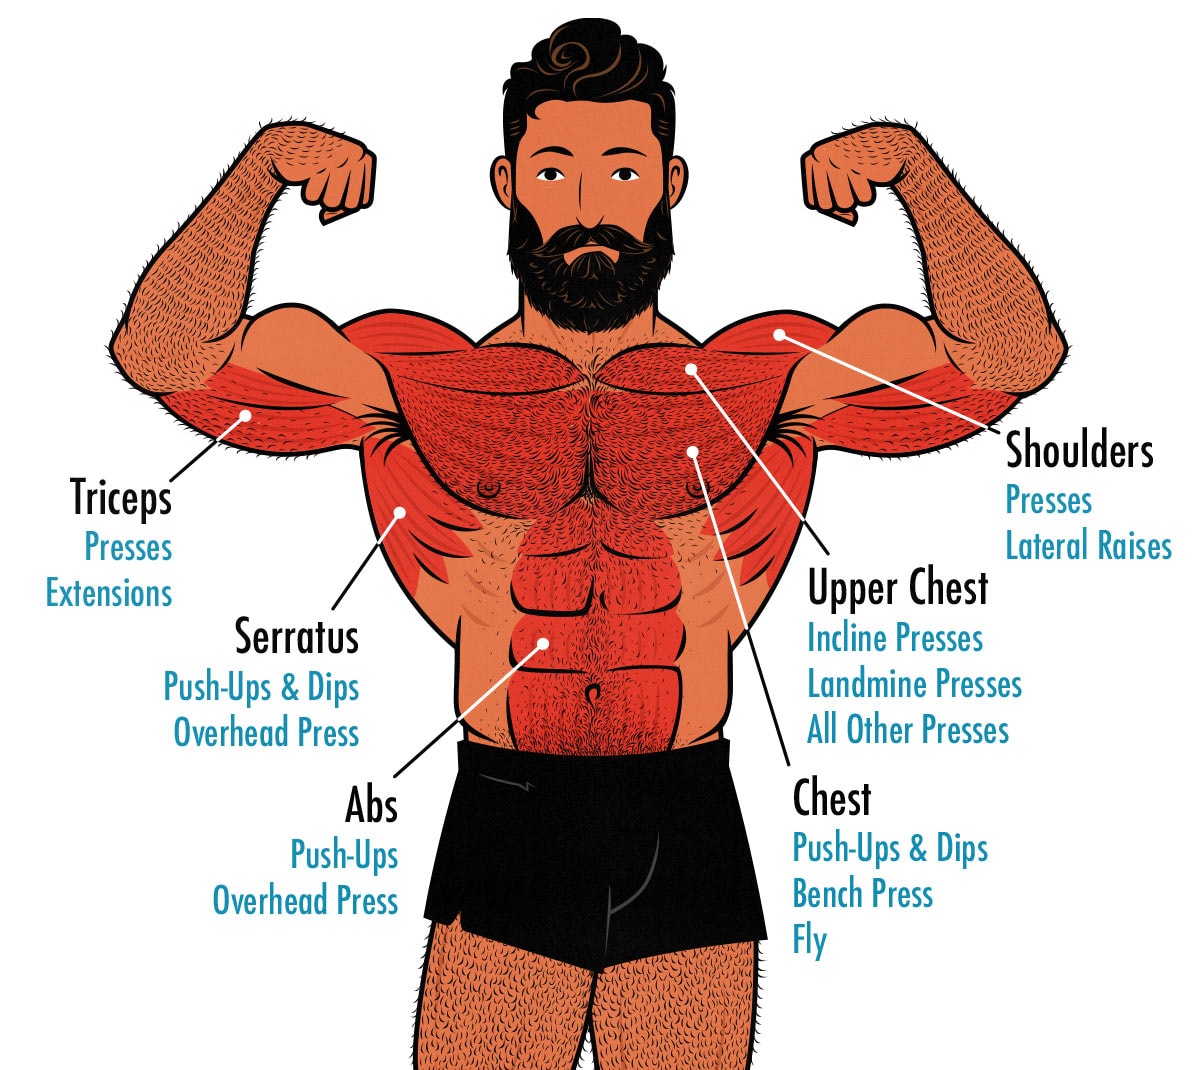 Triceps
Presses
Extensions
Serratus
Push-Ups & Dips
Overhead Press
Abs
Push-Ups
Overhead Press
Shoulders
Presses
Lateral Raises
Upper Chest
Incline Presses
Landmine Presses
All Other Presses
Chest
Push-Ups & Dips
Bench Press
Fly